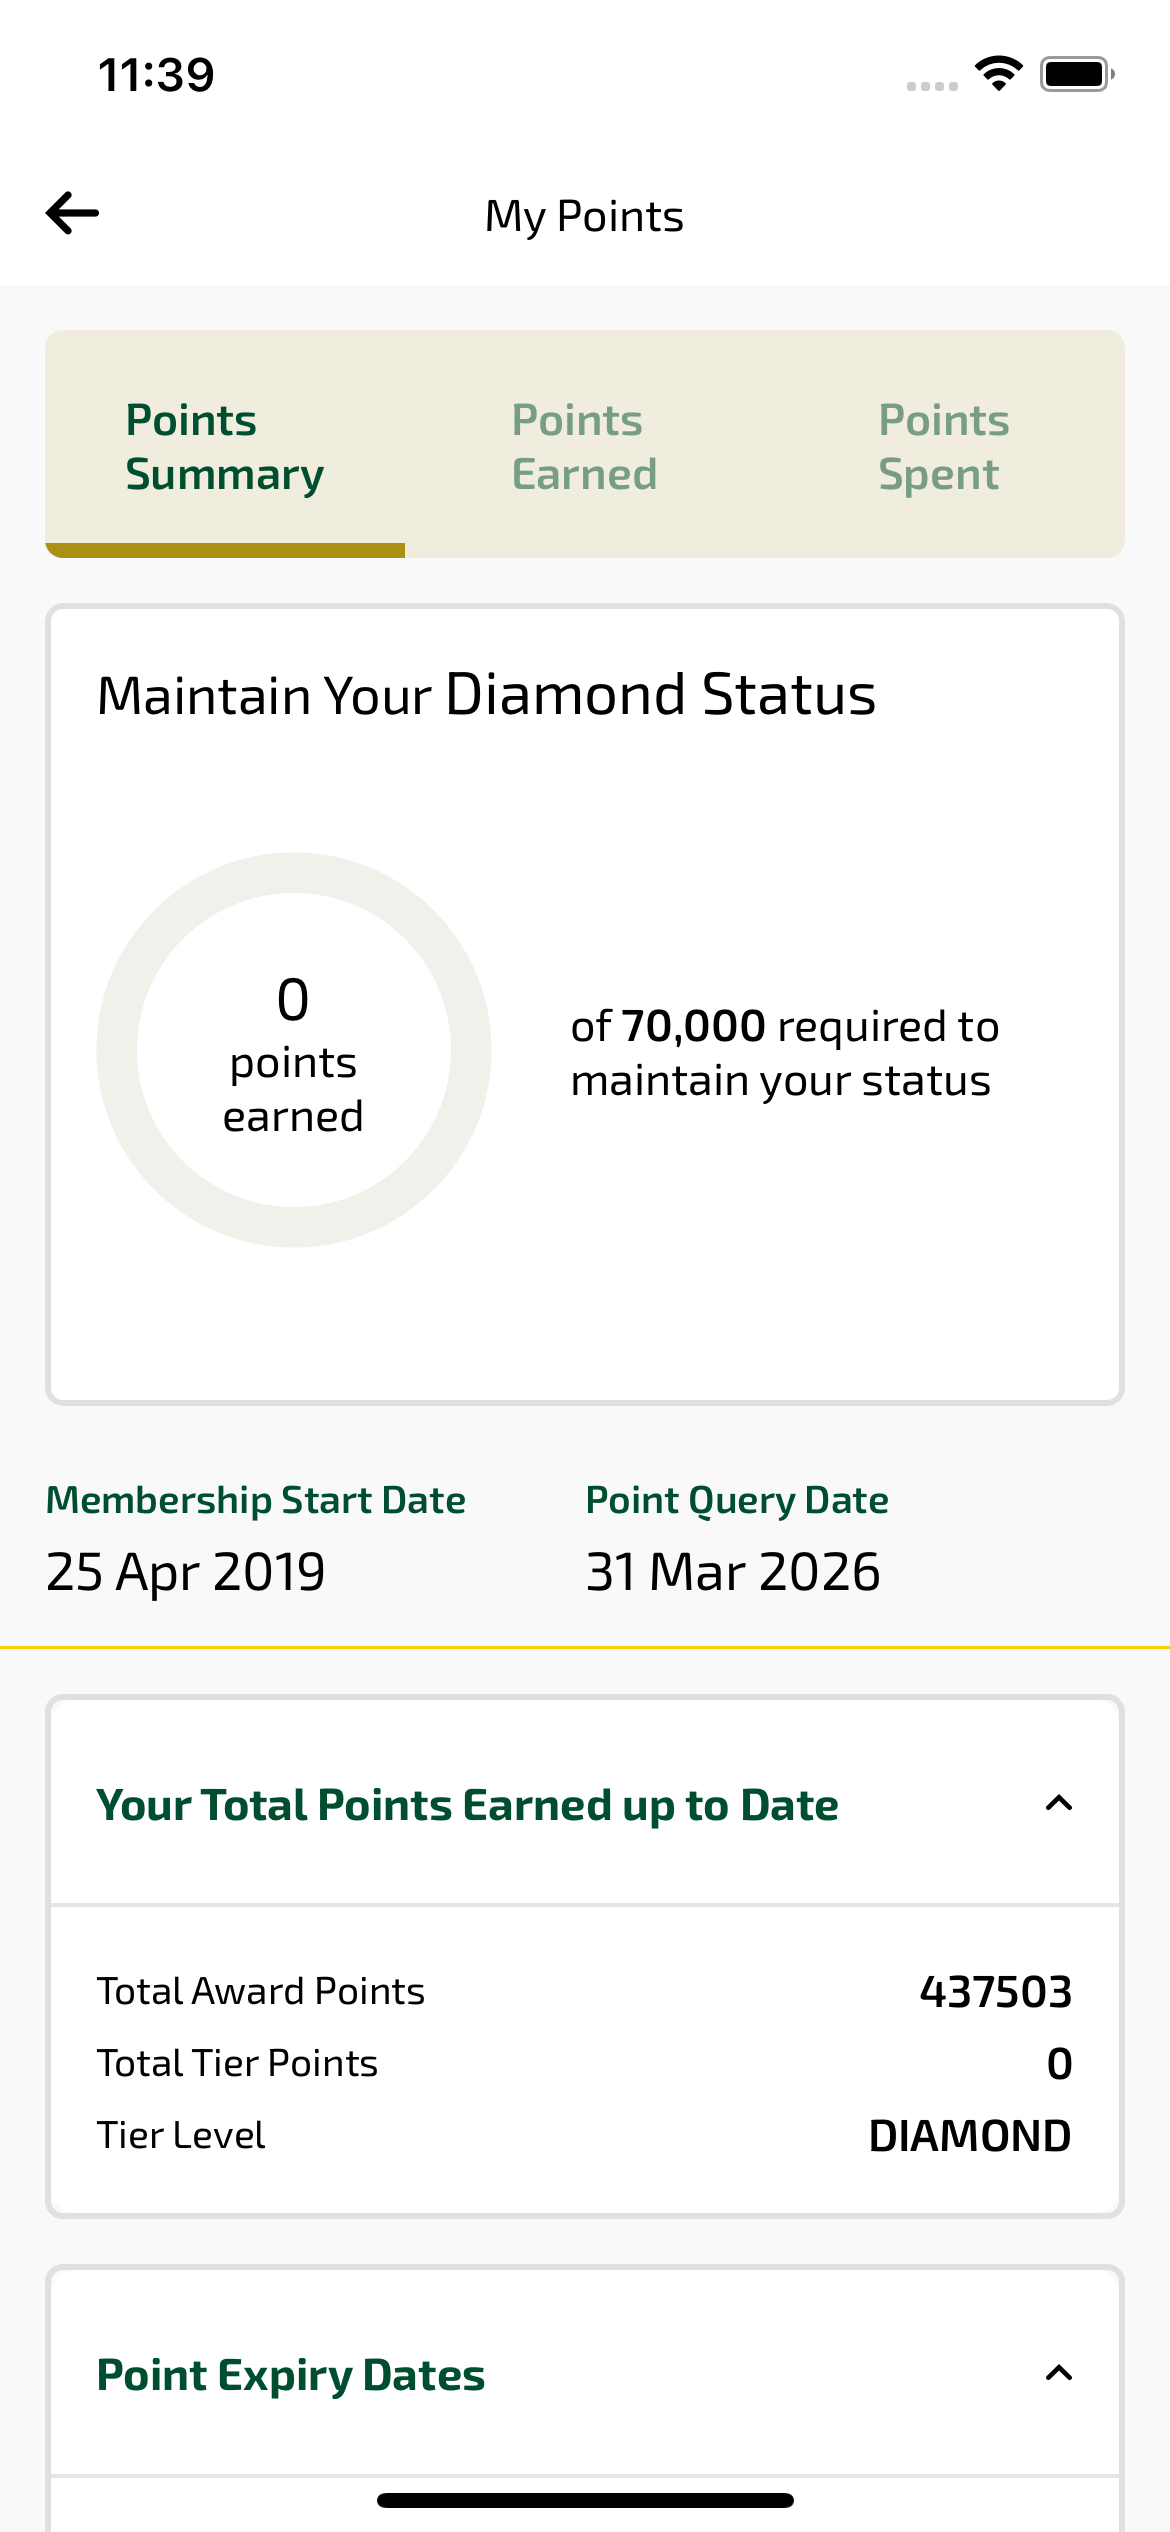 11:39
My Points
Points
Summary
Points
Earned
Points
Spent
Maintain Your Diamond Status
0
points
earned
of 70,000 required to
maintain your status
Membership Start Date
25 Apr 2019
Point Query Date
31 Mar 2026
Your Total Points Earned up to Date
Total Award Points 437503
Total Tier Points 0
Tier Level DIAMOND
Point Expiry Dates